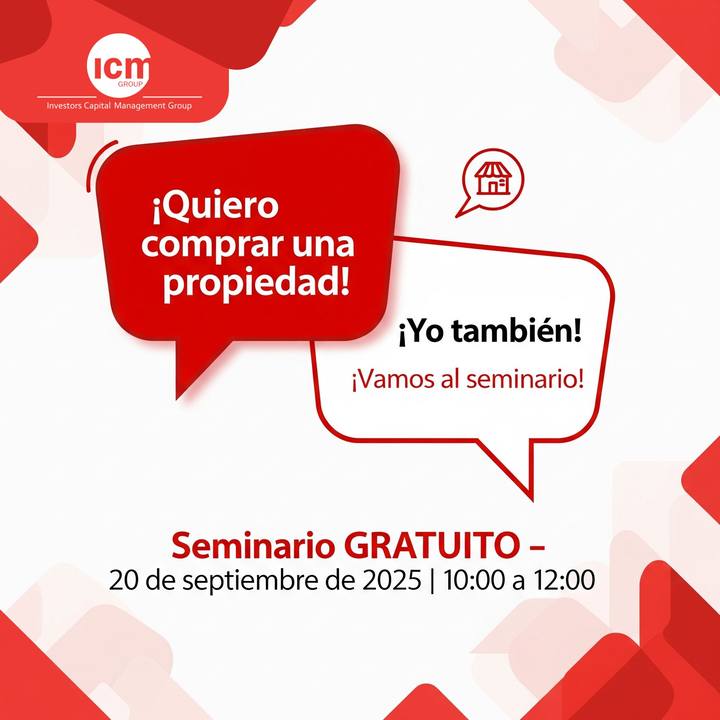 icm
GROUP
Investors Capital Management Group
¡Quiero
comprar una
propiedad!
¡Yo también!
¡Vamos al seminario!
Seminario GRATUITO –
20 de septiembre de 2025 | 10:00 a 12:00